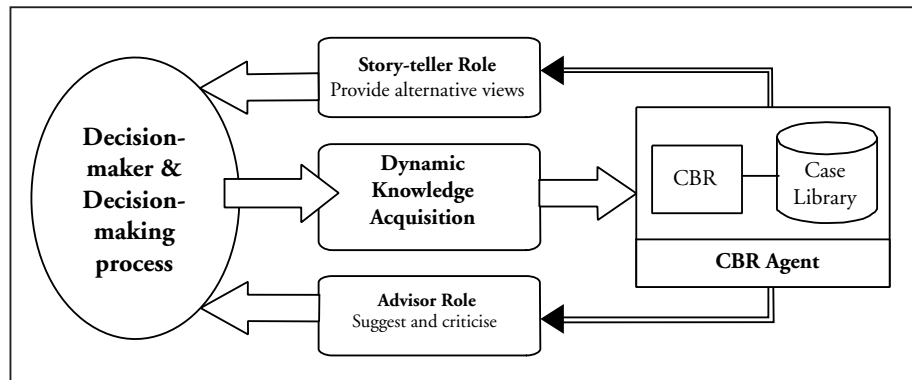 Story-teller Role
Provide alternative views
Decision-
maker &
Decision-
making
process
Dynamic
Knowledge
Acquisition
CBR
Case
Library
CBR Agent
Advisor Role
Suggest and criticise